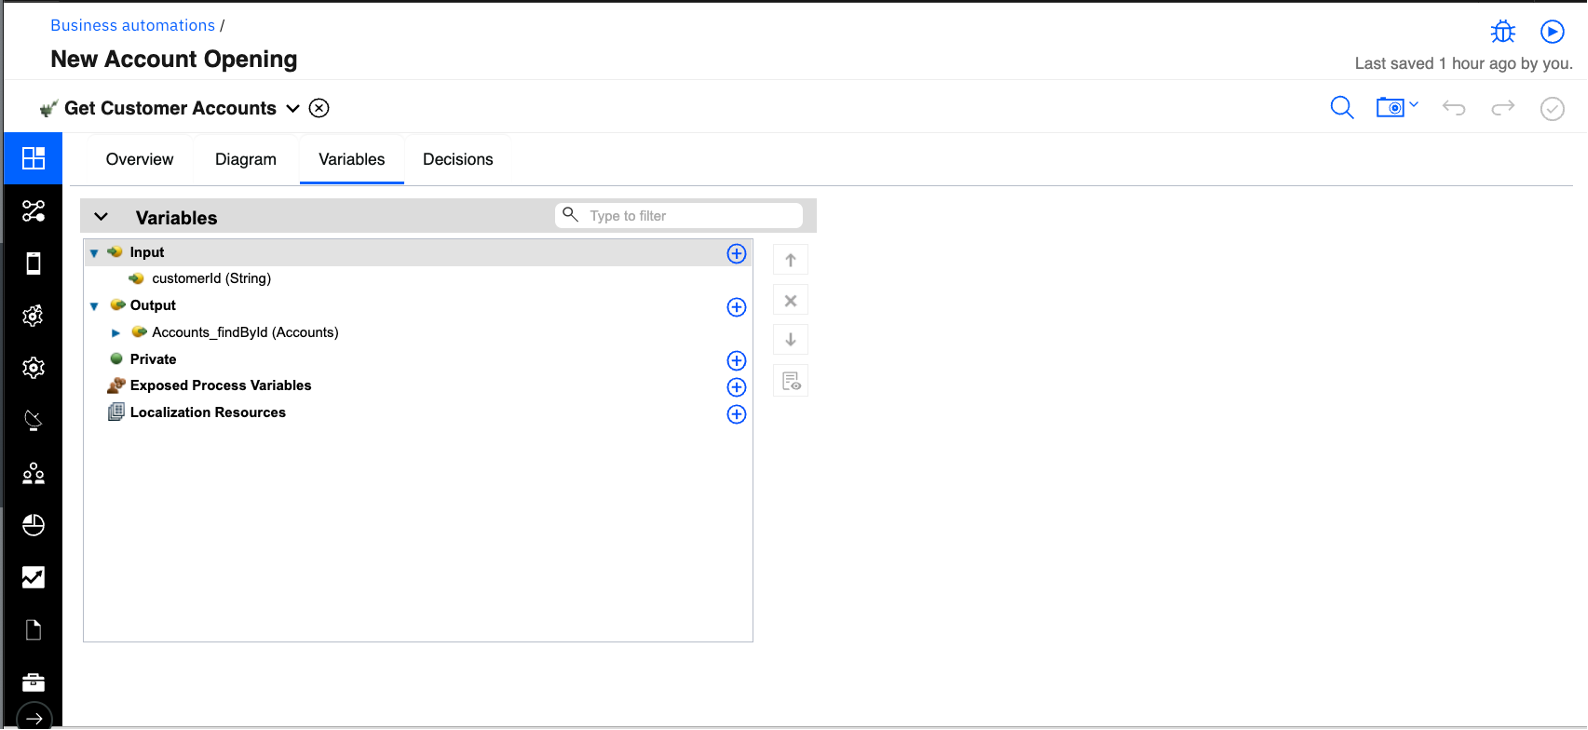 Business automations /
New Account Opening
Last saved 1 hour ago by you.
Get Customer Accounts
Overview Diagram Variables Decisions
Variables Type to filter
Input
customerId (String)
Output
Accounts_findById (Accounts)
Private
Exposed Process Variables
Localization Resources